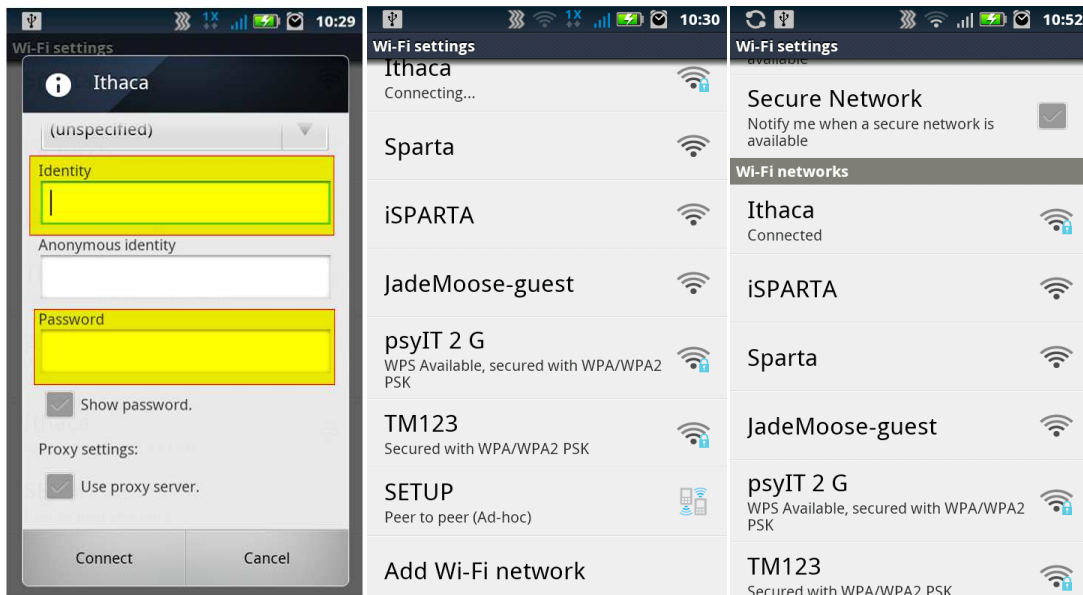 10:29
Wi-Fi settings
Ithaca
(unspecified)
Identity
Anonymous identity
Password
Show password.
Proxy settings:
Use proxy server.
Connect
Cancel
1X
10:30
Wi-Fi settings
Ithaca
Connecting...
Sparta
iSPARTA
JadeMoose-guest
psyIT 2 G
WPS Available, secured with WPA/WPA2
PSK
TM123
Secured with WPA/WPA2 PSK
SETUP
Peer to peer (Ad-hoc)
Add Wi-Fi network
1X
10:52
Wi-Fi settings
available
Secure Network
Notify me when a secure network is
available
Wi-Fi networks
Ithaca
Connected
iSPARTA
Sparta
JadeMoose-guest
psyIT 2 G
WPS Available, secured with WPA/WPA2
PSK
TM123
Secured with WPA/WPA2 PSK